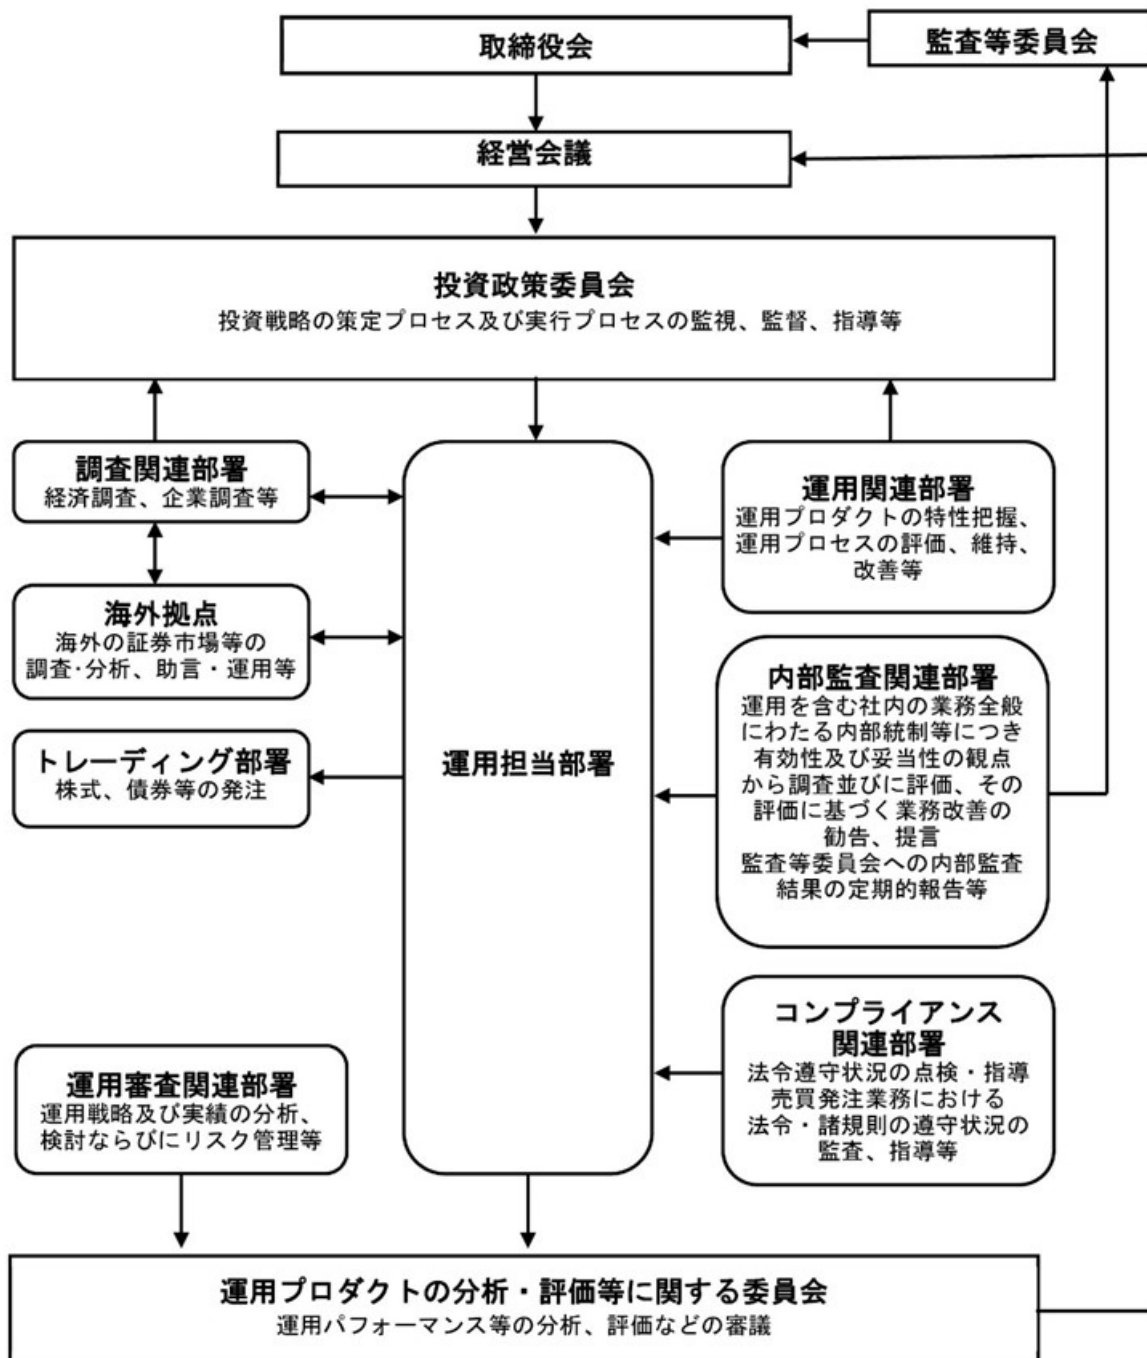 取締役会
監査等委員会
経営会議
投資政策委員会
投資戦略の策定プロセス及び実行プロセスの監視、監督、指導等
調査関連部署
経済調査、企業調査等
海外拠点
海外の証券市場等の
調査・分析、助言・運用等
トレーディング部署
株式、債券等の発注
運用担当部署
運用関連部署
運用プロダクトの特性把握、
運用プロセスの評価、維持、
改善等
内部監査関連部署
運用を含む社内の業務全般
にわたる内部統制等につき
有効性及び妥当性の観点
から調査並びに評価、その
評価に基づく業務改善の
勧告、提言
監査等委員会への内部監査
結果の定期的報告等
コンプライアンス
関連部署
法令遵守状況の点検・指導
売買発注業務における
法令・諸規則の遵守状況の
監査、指導等
運用審査関連部署
運用戦略及び実績の分析、
検討ならびにリスク管理等
運用プロダクトの分析・評価等に関する委員会
運用パフォーマンス等の分析、評価などの審議